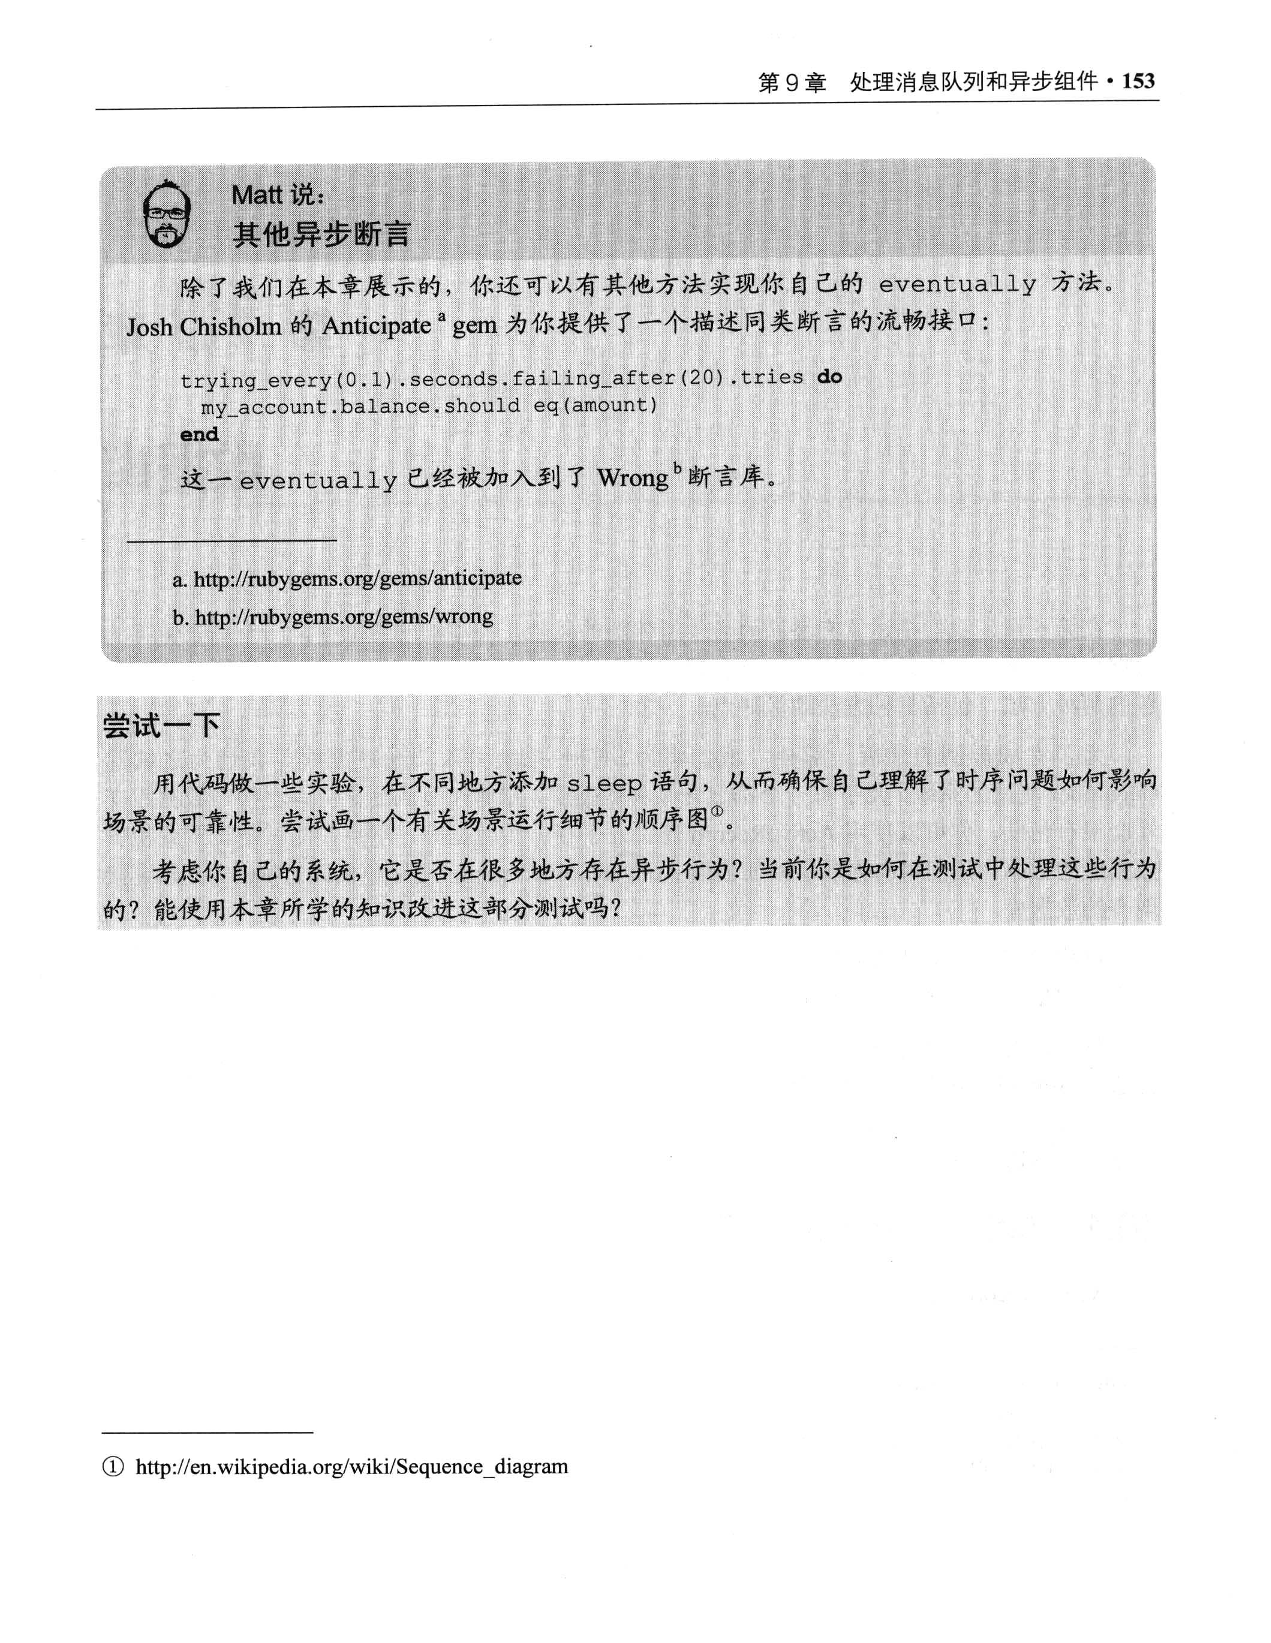 第 9 章　处理消息队列和异步组件 • 153
Matt 说：
其他异步断言
除了我们在本章展示的，你还可以有其他方法实现你自己的 eventually 方法。
Josh Chisholm 的 Anticipate a gem 为你提供了一个描述同类断言的流畅接口：
trying_every(0.1).seconds.failing_after(20).tries do
  my_account.balance.should eq(amount)
end
这一 eventually 已经被加入到了 Wrong b 断言库。
a. http://rubygems.org/gems/anticipate
b. http://rubygems.org/gems/wrong
尝试一下
用代码做一些实验，在不同地方添加 sleep 语句，从而确保自己理解了时序问题如何影响
场景的可靠性。尝试画一个有关场景运行细节的顺序图①。
考虑你自己的系统，它是否在很多地方存在异步行为？当前你是如何在测试中处理这些行为
的？能使用本章所学的知识改进这部分测试吗？
① http://en.wikipedia.org/wiki/Sequence_diagram